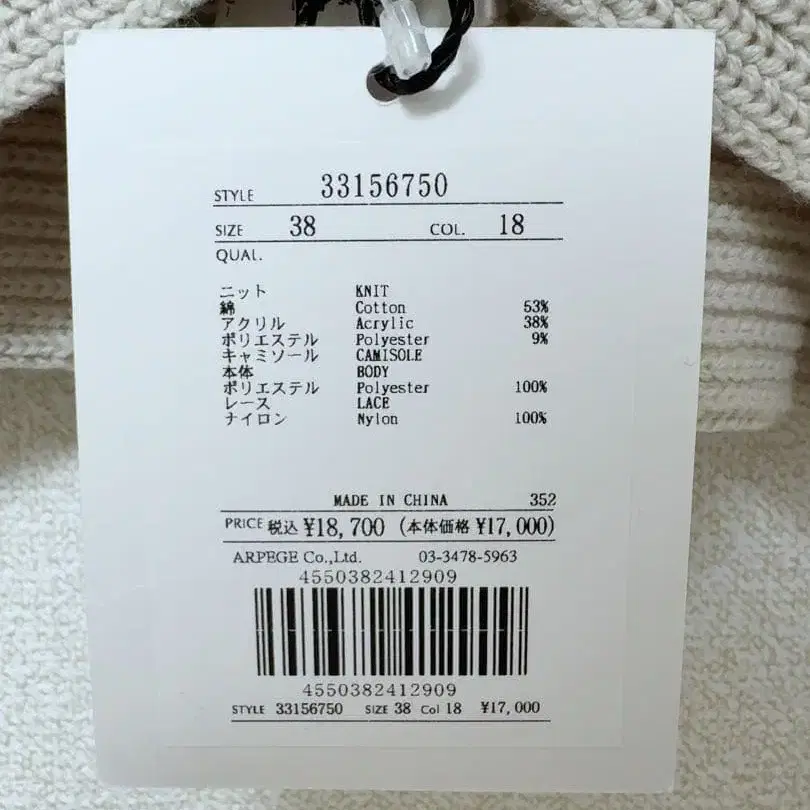 STYLE 33156750
SIZE 38 COL. 18
QUAL.
ニット KNIT
綿 Cotton 53%
アクリル Acrylic 38%
ポリエステル Polyester 9%
キャミソール CAMISOLE
本体 BODY
ポリエステル Polyester 100%
レース LACE
ナイロン Nylon 100%
MADE IN CHINA 352
PRICE 税込 ¥18,700 (本体価格 ¥17,000)
ARPEGE Co.,Ltd. 03-3478-5963
4550382412909
4550382412909
STYLE 33156750 SIZE 38 Col 18 ¥17,000